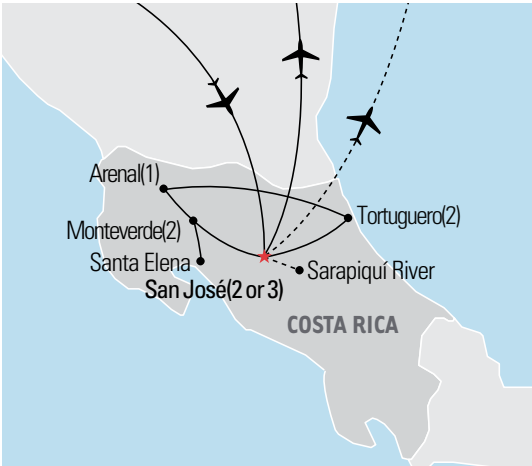 Arenal(1)
Monteverde(2)
Tortuguero(2)
Santa Elena
Sarapiquí River
San José(2 or 3)
COSTA RICA